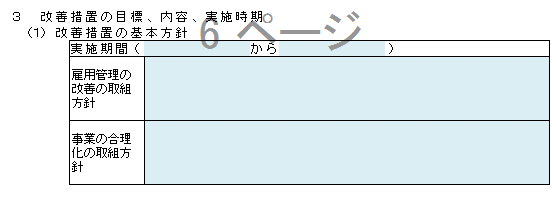 3 改善措置の目標、内容、実施時期
(1) 改善措置の基本方針
6 ページ
実施期間（　　　　　から　　　　　）
雇用管理の
改善の取組
方針
事業の合理
化の取組方
針